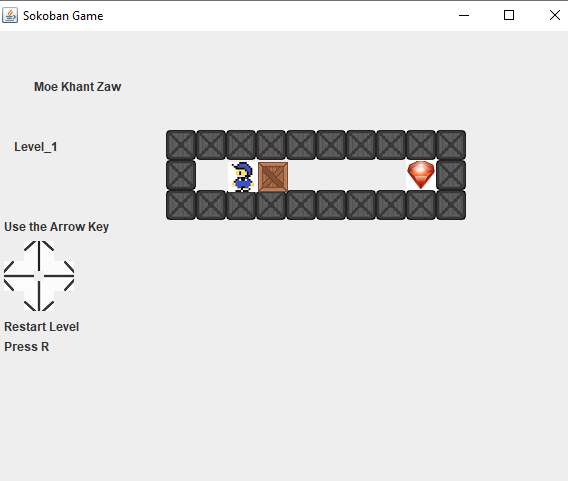 Sokoban Game
Moe Khant Zaw
Level_1
Use the Arrow Key
Restart Level
Press R